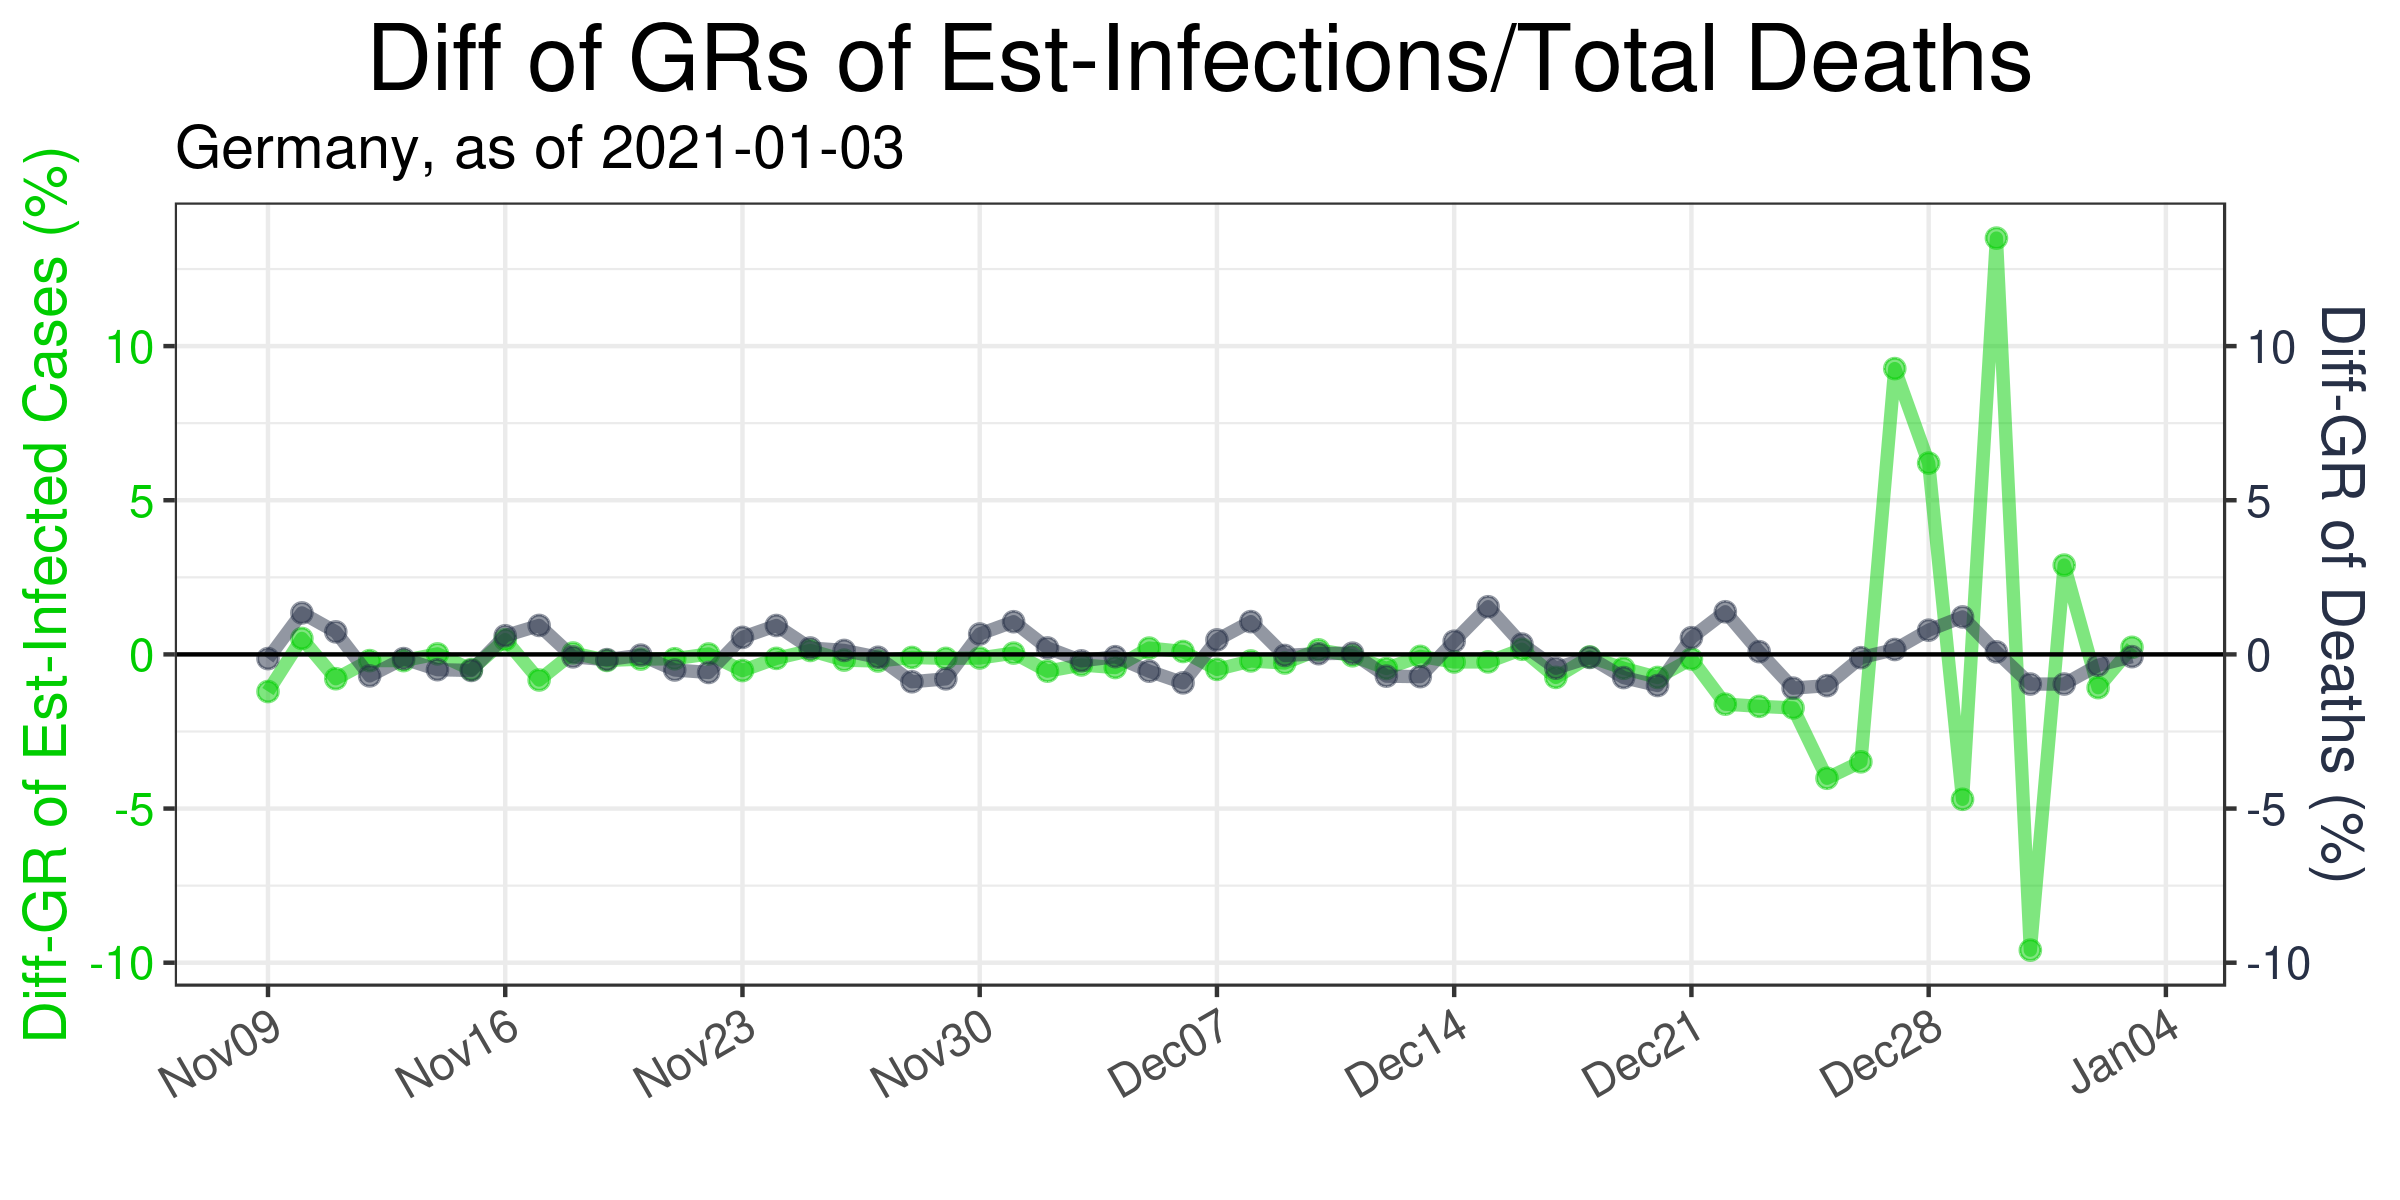 Diff of GRs of Est-Infections/Total Deaths
Germany, as of 2021-01-03
Diff-GR of Est-Infected Cases (%)
10
5
0
-5
-10
10
5
0
-5
-10
Diff-GR of Deaths (%)
Nov09
Nov16
Nov23
Nov30
Dec07
Dec14
Dec21
Dec28
Jan04